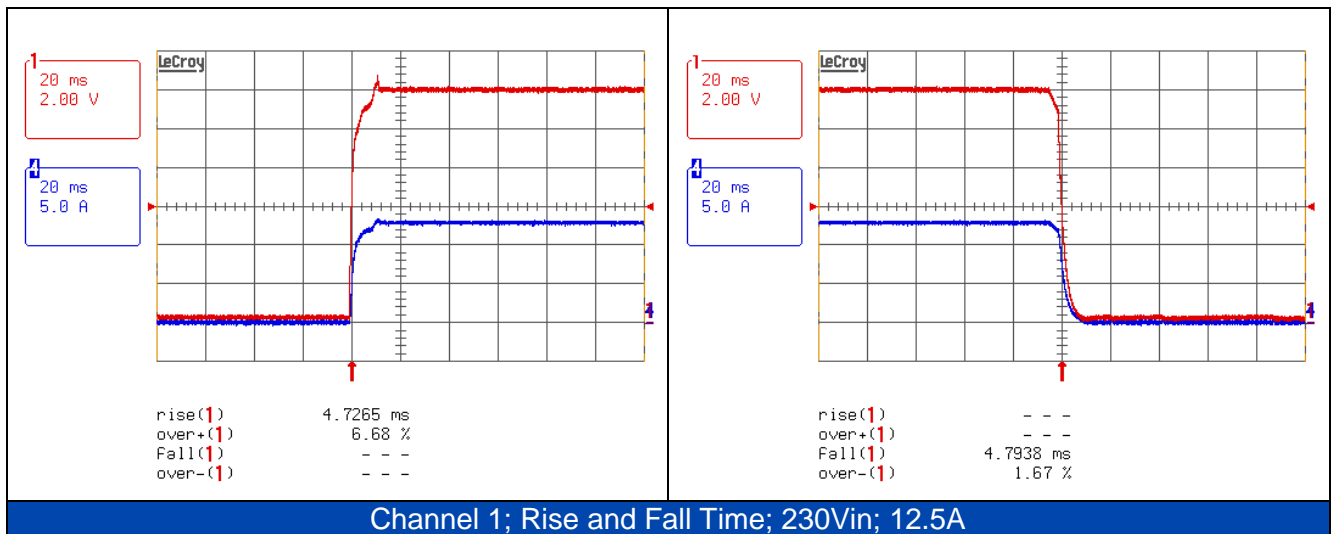 1
20 ms
2.00 V
LeCroy
4
20 ms
5.0 A
4
rise(1) 4.7265 ms
over+(1) 6.68 %
Fall(1) - - -
over-(1) - - -
1
20 ms
2.00 V
LeCroy
4
20 ms
5.0 A
4
rise(1) - - -
over+(1) - - -
Fall(1) 4.7938 ms
over-(1) 1.67 %
Channel 1; Rise and Fall Time; 230Vin; 12.5A